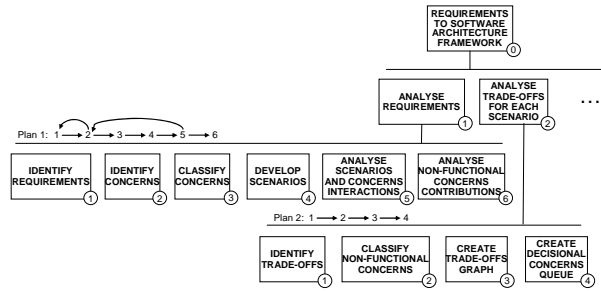 REQUIREMENTS
TO SOFTWARE
ARCHITECTURE
FRAMEWORK
0
ANALYSE
REQUIREMENTS
1
ANALYSE
TRADE-OFFS
FOR EACH
SCENARIO
2
...
Plan 1: 1 2 3 4 5 6
IDENTIFY
REQUIREMENTS
1
IDENTIFY
CONCERNS
2
CLASSIFY
CONCERNS
3
DEVELOP
SCENARIOS
4
ANALYSE
SCENARIOS
AND CONCERNS
INTERACTIONS
5
ANALYSE
NON-FUNCTIONAL
CONCERNS
CONTRIBUTIONS
6
Plan 2: 1 2 3 4
IDENTIFY
TRADE-OFFS
1
CLASSIFY
NON-FUNCTIONAL
CONCERNS
2
CREATE
TRADE-OFFS
GRAPH
3
CREATE
DECISIONAL
CONCERNS
QUEUE
4